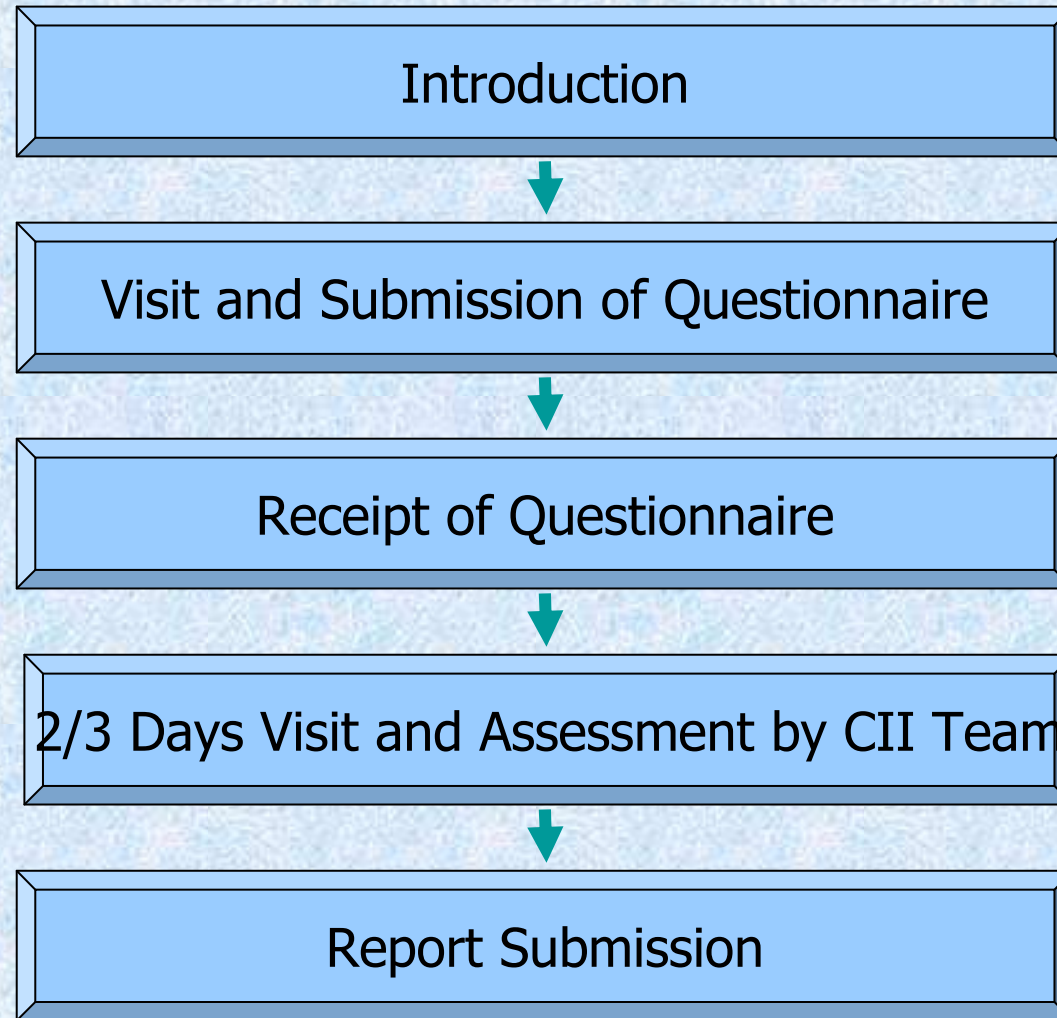 Introduction
Visit and Submission of Questionnaire
Receipt of Questionnaire
2/3 Days Visit and Assessment by CII Team
Report Submission